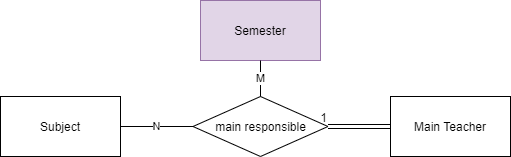 Semester
M
Subject
N
main responsible
1
Main Teacher